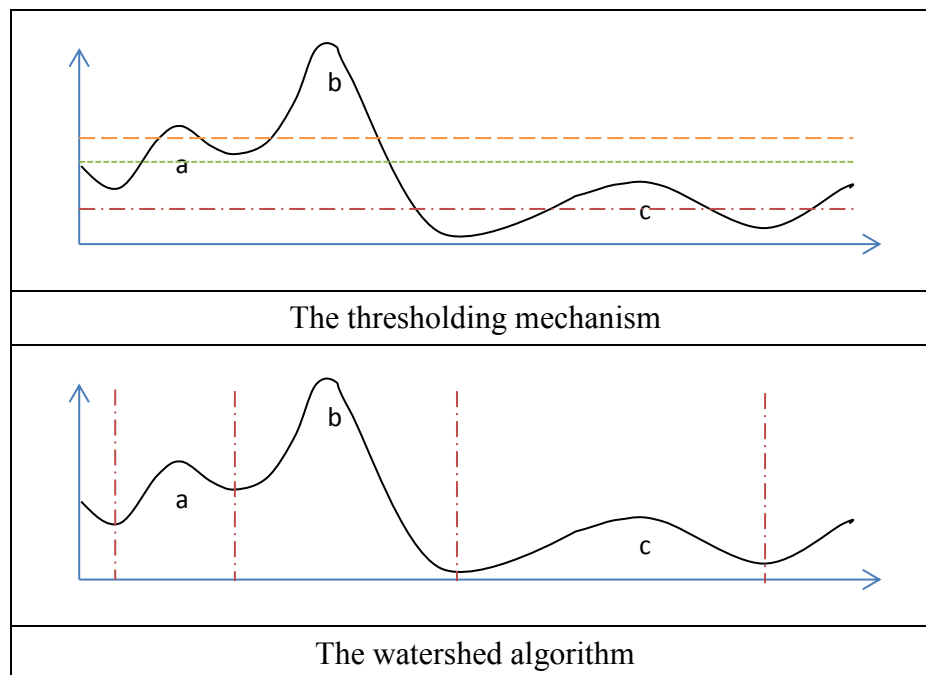 b
a
c
The thresholding mechanism
b
a
c
The watershed algorithm